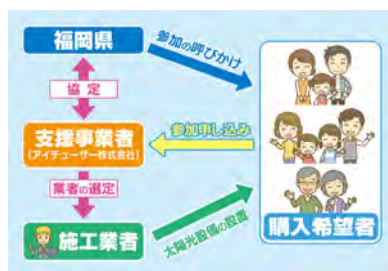 福岡県
参加の呼びかけ
協定
支援事業者
(アイチューザー株式会社)
参加申し込み
業者の選定
施工業者
太陽光設備の設置
購入希望者